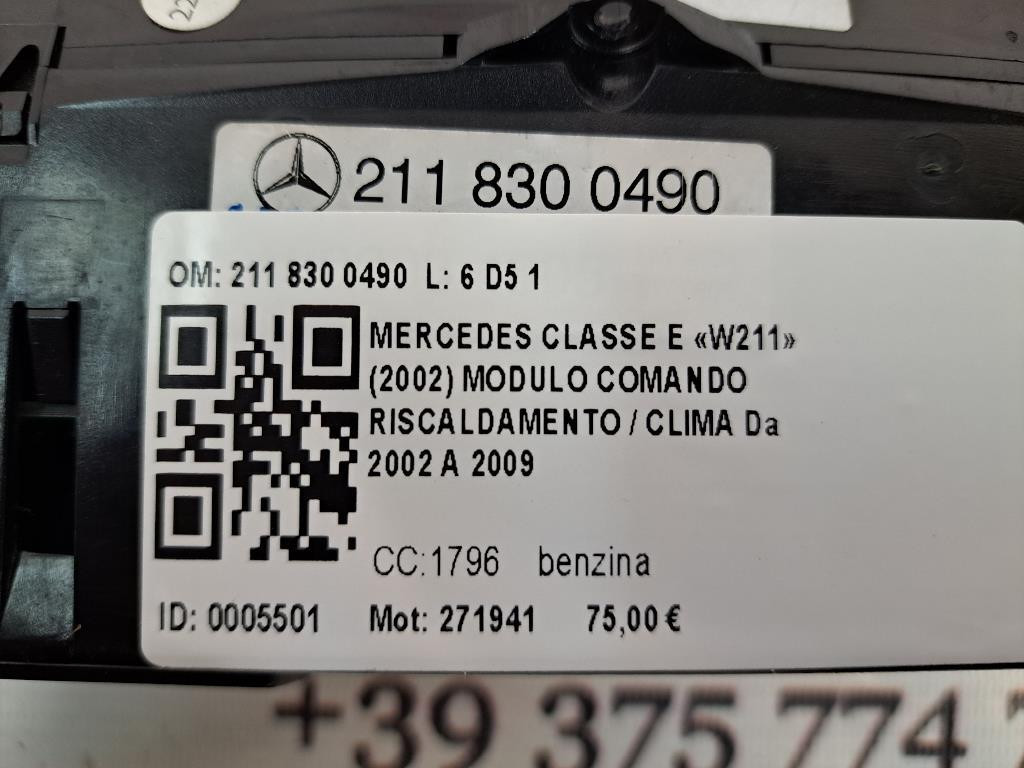 22
211 830 0490
OM: 211 830 0490 L: 6 D5 1
MERCEDES CLASSE E «W211»
(2002) MODULO COMANDO
RISCALDAMENTO / CLIMA Da
2002 A 2009
CC:1796 benzina
ID: 0005501 Mot: 271941 75,00 €
+39 375 774